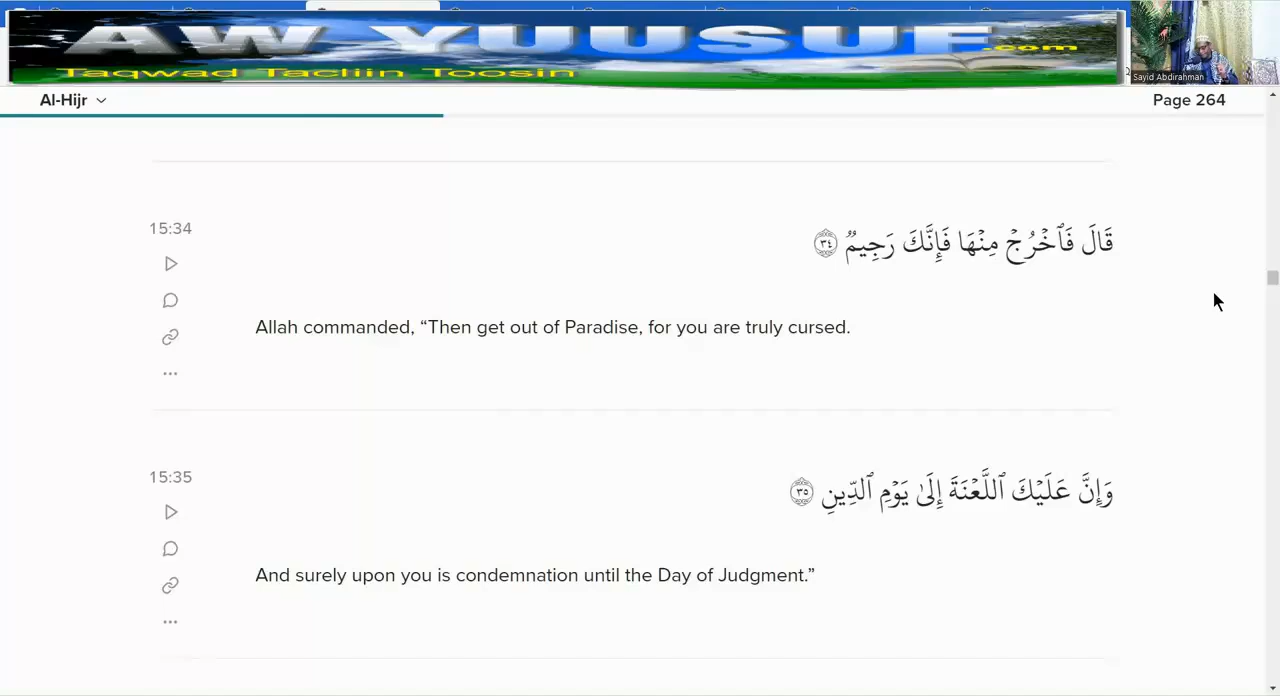 AW YUUSUF.com
Taqwad Tacliin Toosin
Sayid Abdirahman
Al-Hijr
Page 264
15:34
قَالَ فَٱخْرُجْ مِنْهَا فَإِنَّكَ رَجِيمٌ ٣٤
Allah commanded, “Then get out of Paradise, for you are truly cursed.
15:35
وَإِنَّ عَلَيْكَ ٱللَّعْنَةَ إِلَىٰ يَوْمِ ٱلدِّينِ ٣٥
And surely upon you is condemnation until the Day of Judgment.”